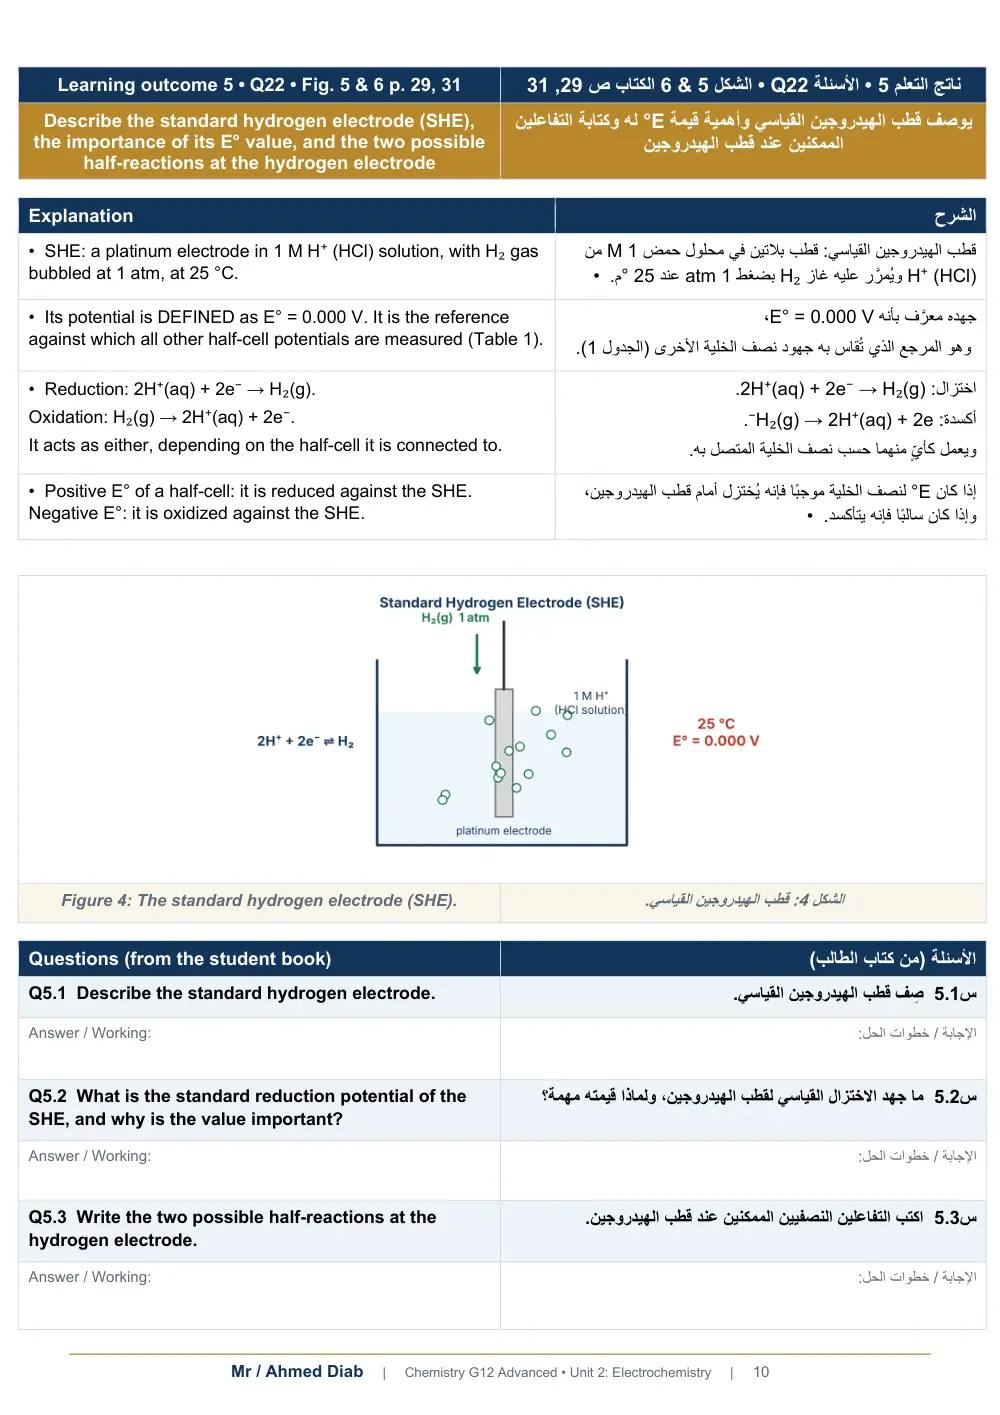 Learning outcome 5 • Q22 • Fig. 5 & 6 p. 29, 31
ناتج التعلم 5 • الأسئلة Q22 • الشكل 5 & 6 الكتاب ص 29, 31
Describe the standard hydrogen electrode (SHE),
the importance of its E° value, and the two possible
half-reactions at the hydrogen electrode
يوصف قطب الهيدروجين القياسي وأهمية قيمة E° له وكتابة التفاعلين
الممكنين عند قطب الهيدروجين
Explanation
الشرح
• SHE: a platinum electrode in 1 M H⁺ (HCl) solution, with H₂ gas
bubbled at 1 atm, at 25 °C.
قطب الهيدروجين القياسي: قطب بلاتين في محلول حمض 1 M من
H⁺ (HCl) ويُمرَّر عليه غاز H₂ بضغط 1 atm عند 25 °م. •
• Its potential is DEFINED as E° = 0.000 V. It is the reference
against which all other half-cell potentials are measured (Table 1).
جهده معرَّف بأنه E° = 0.000 V،
وهو المرجع الذي تُقاس به جهود نصف الخلية الأخرى (الجدول 1).
• Reduction: 2H⁺(aq) + 2e⁻ → H₂(g).
Oxidation: H₂(g) → 2H⁺(aq) + 2e⁻.
It acts as either, depending on the half-cell it is connected to.
اختزال: 2H⁺(aq) + 2e⁻ → H₂(g).
أكسدة: H₂(g) → 2H⁺(aq) + 2e⁻.
ويعمل كأيٍّ منهما حسب نصف الخلية المتصل به.
• Positive E° of a half-cell: it is reduced against the SHE.
Negative E°: it is oxidized against the SHE.
إذا كان E° لنصف الخلية موجبًا فإنه يُختزل أمام قطب الهيدروجين،
وإذا كان سالبًا فإنه يتأكسد. •
Standard Hydrogen Electrode (SHE)
H₂(g) 1 atm
1 M H⁺
(HCl solution)
2H⁺ + 2e⁻ ⇌ H₂
25 °C
E° = 0.000 V
platinum electrode
Figure 4: The standard hydrogen electrode (SHE).
الشكل 4: قطب الهيدروجين القياسي.
Questions (from the student book)
الأسئلة (من كتاب الطالب)
Q5.1 Describe the standard hydrogen electrode.
س5.1 صِف قطب الهيدروجين القياسي.
Answer / Working:
الإجابة / خطوات الحل:
Q5.2 What is the standard reduction potential of the
SHE, and why is the value important?
س5.2 ما جهد الاختزال القياسي لقطب الهيدروجين، ولماذا قيمته مهمة؟
Answer / Working:
الإجابة / خطوات الحل:
Q5.3 Write the two possible half-reactions at the
hydrogen electrode.
س5.3 اكتب التفاعلين النصفيين الممكنين عند قطب الهيدروجين.
Answer / Working:
الإجابة / خطوات الحل:
Mr / Ahmed Diab | Chemistry G12 Advanced • Unit 2: Electrochemistry | 10